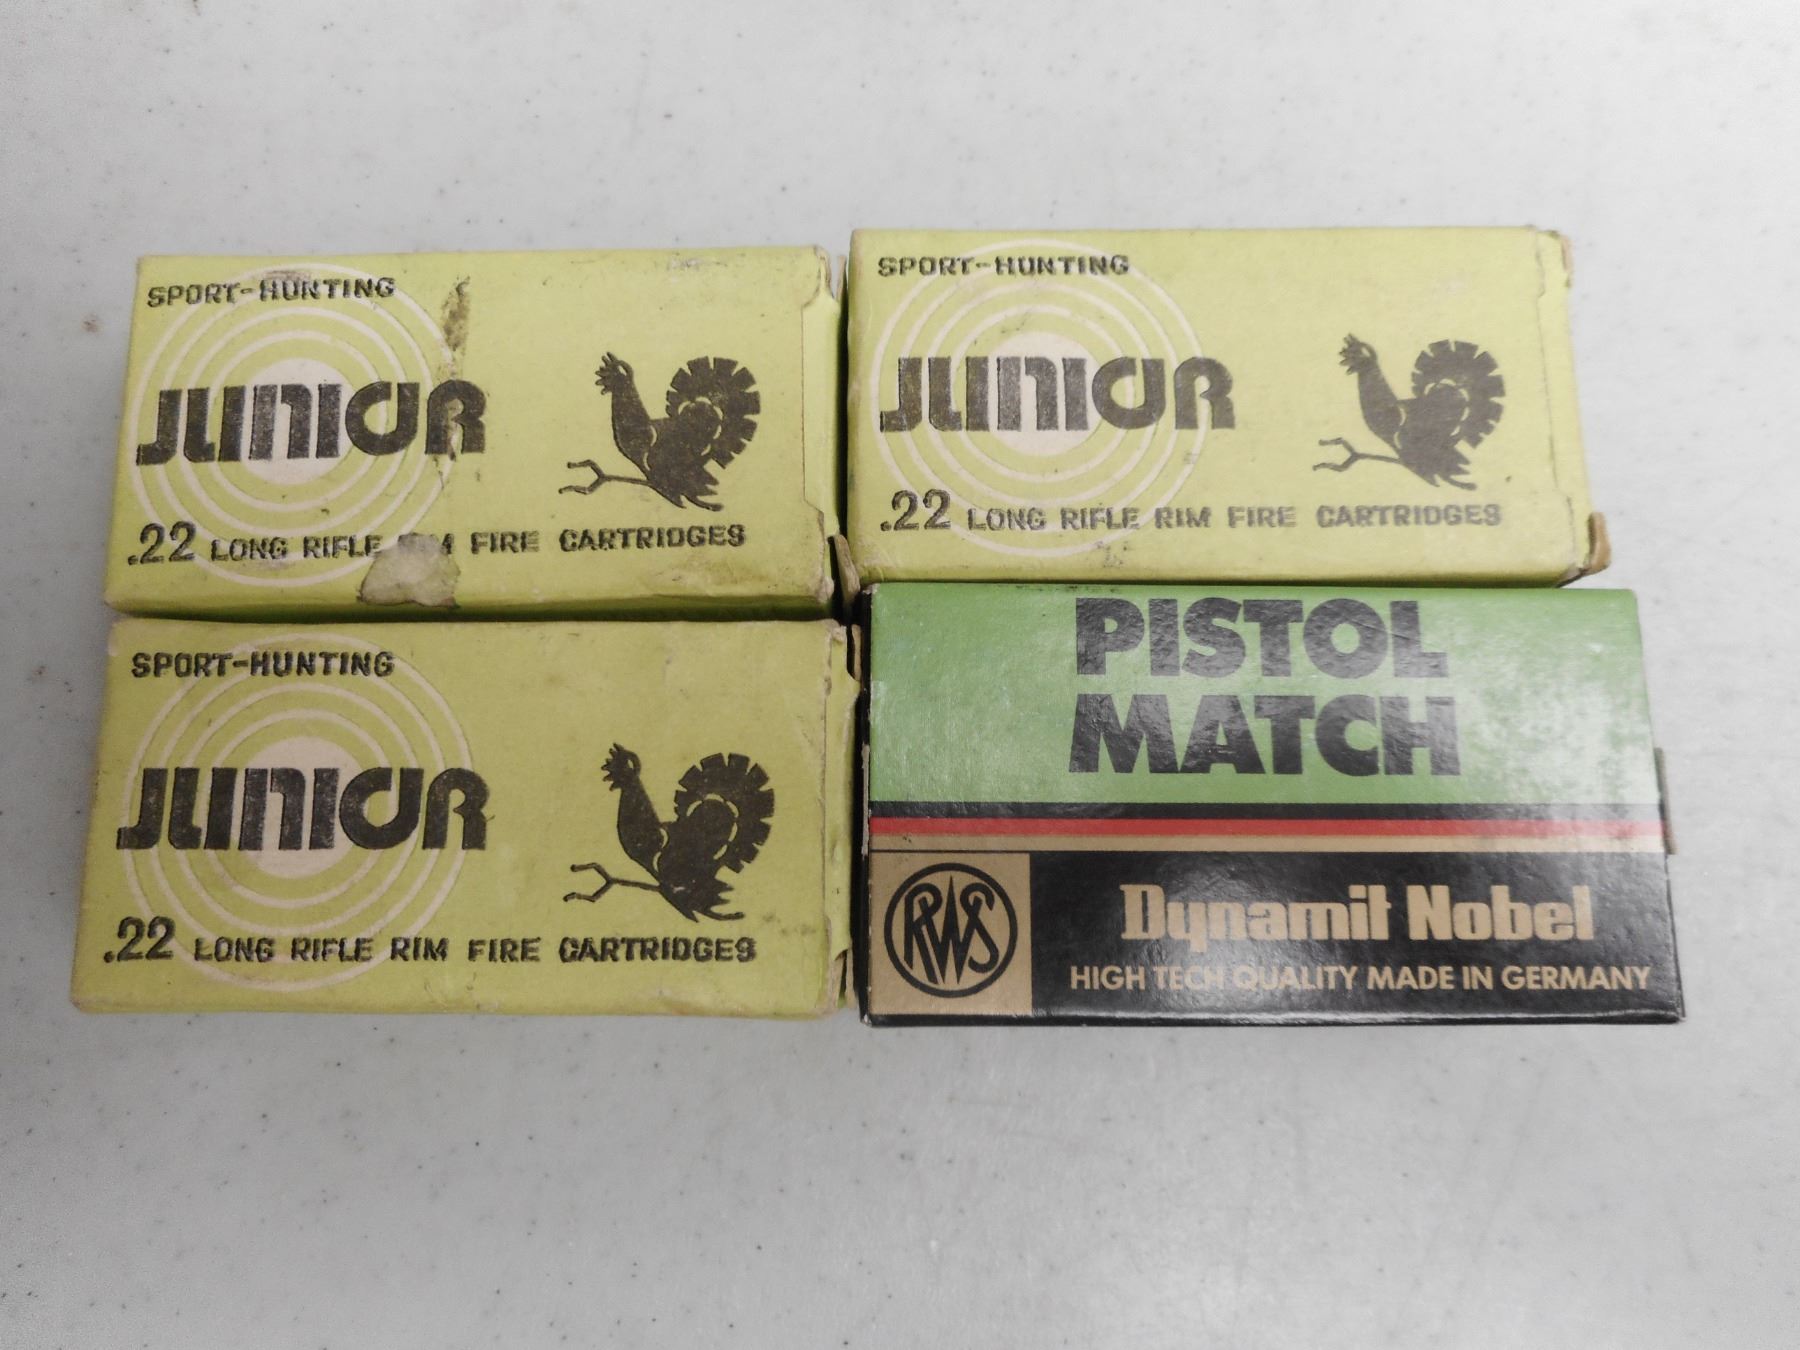 SPORT-HUNTING
JUNIOR
.22 LONG RIFLE FIRE CARTRIDGES
SPORT-HUNTING
JUNIOR
.22 LONG RIFLE RIM FIRE CARTRIDGES
SPORT-HUNTING
JUNIOR
.22 LONG RIFLE RIM FIRE CARTRIDGES
PISTOL
MATCH
RWS
Dynamit Nobel
HIGH TECH QUALITY MADE IN GERMANY